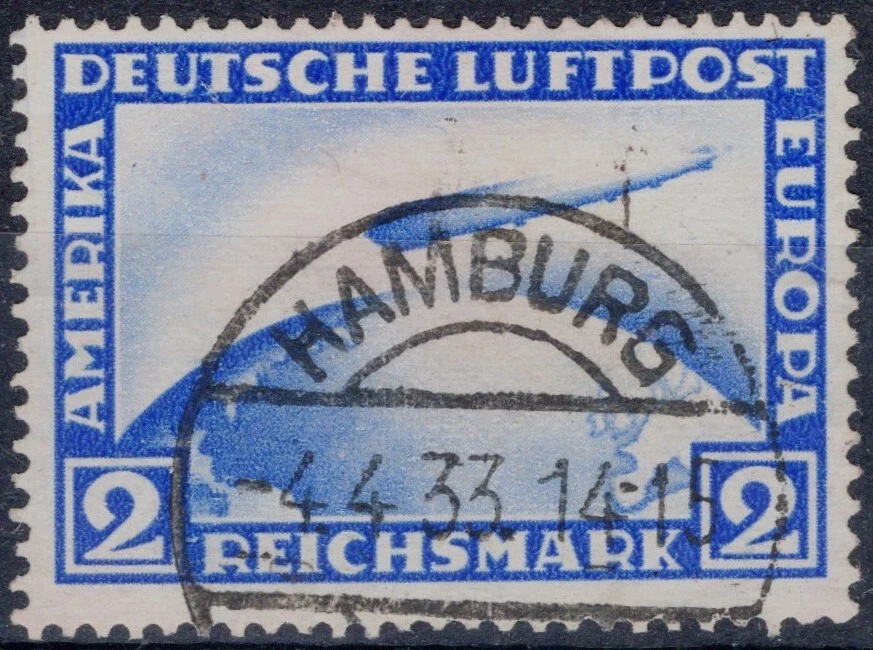 DEUTSCHE LUFTPOST
AMERIKA
EUROPA
HAMBURG
-4.4.33.14-15
2 REICHSMARK 2